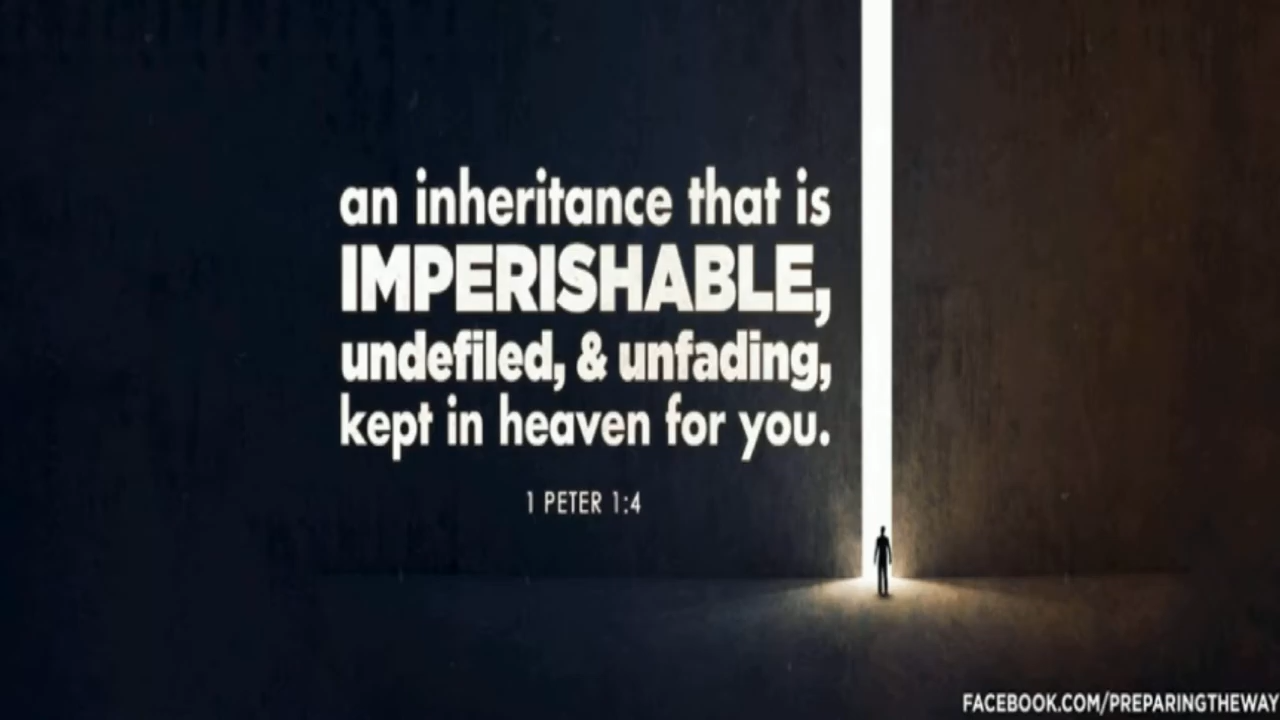 an inheritance that is
IMPERISHABLE,
undefiled, & unfading,
kept in heaven for you.
1 PETER 1:4
FACEBOOK.COM/PREPARINGTHEWAY